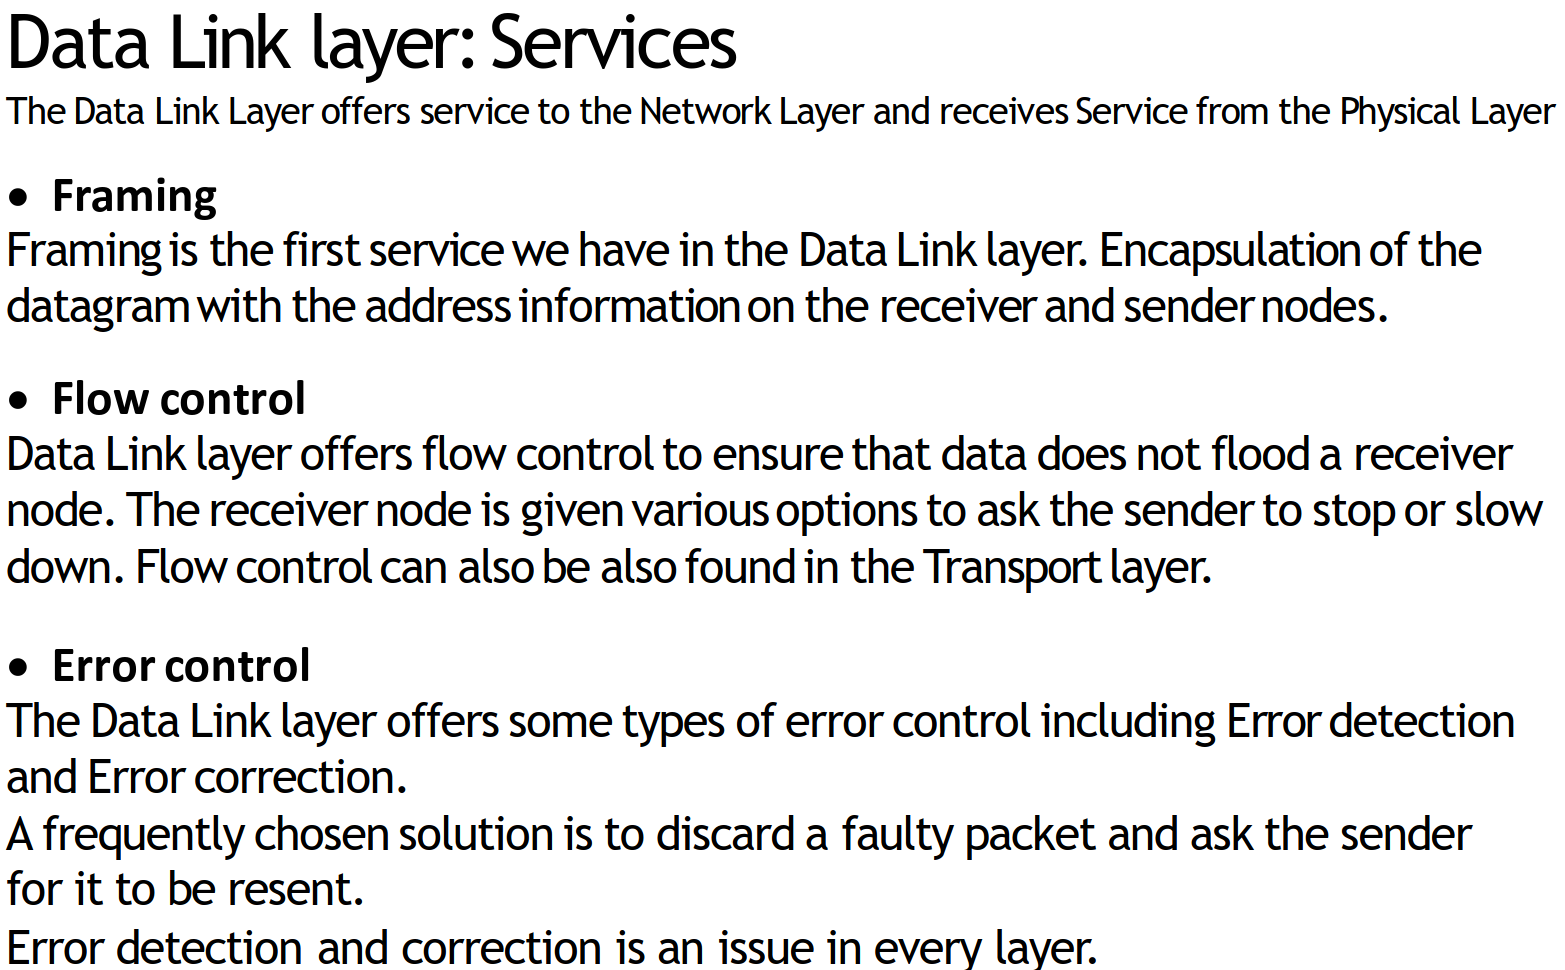 Data Link layer: Services
The Data Link Layer offers service to the Network Layer and receives Service from the Physical Layer
• Framing
Framing is the first service we have in the Data Link layer. Encapsulation of the
datagram with the address information on the receiver and sender nodes.
• Flow control
Data Link layer offers flow control to ensure that data does not flood a receiver
node. The receiver node is given various options to ask the sender to stop or slow
down. Flow control can also be also found in the Transport layer.
• Error control
The Data Link layer offers some types of error control including Error detection
and Error correction.
A frequently chosen solution is to discard a faulty packet and ask the sender
for it to be resent.
Error detection and correction is an issue in every layer.